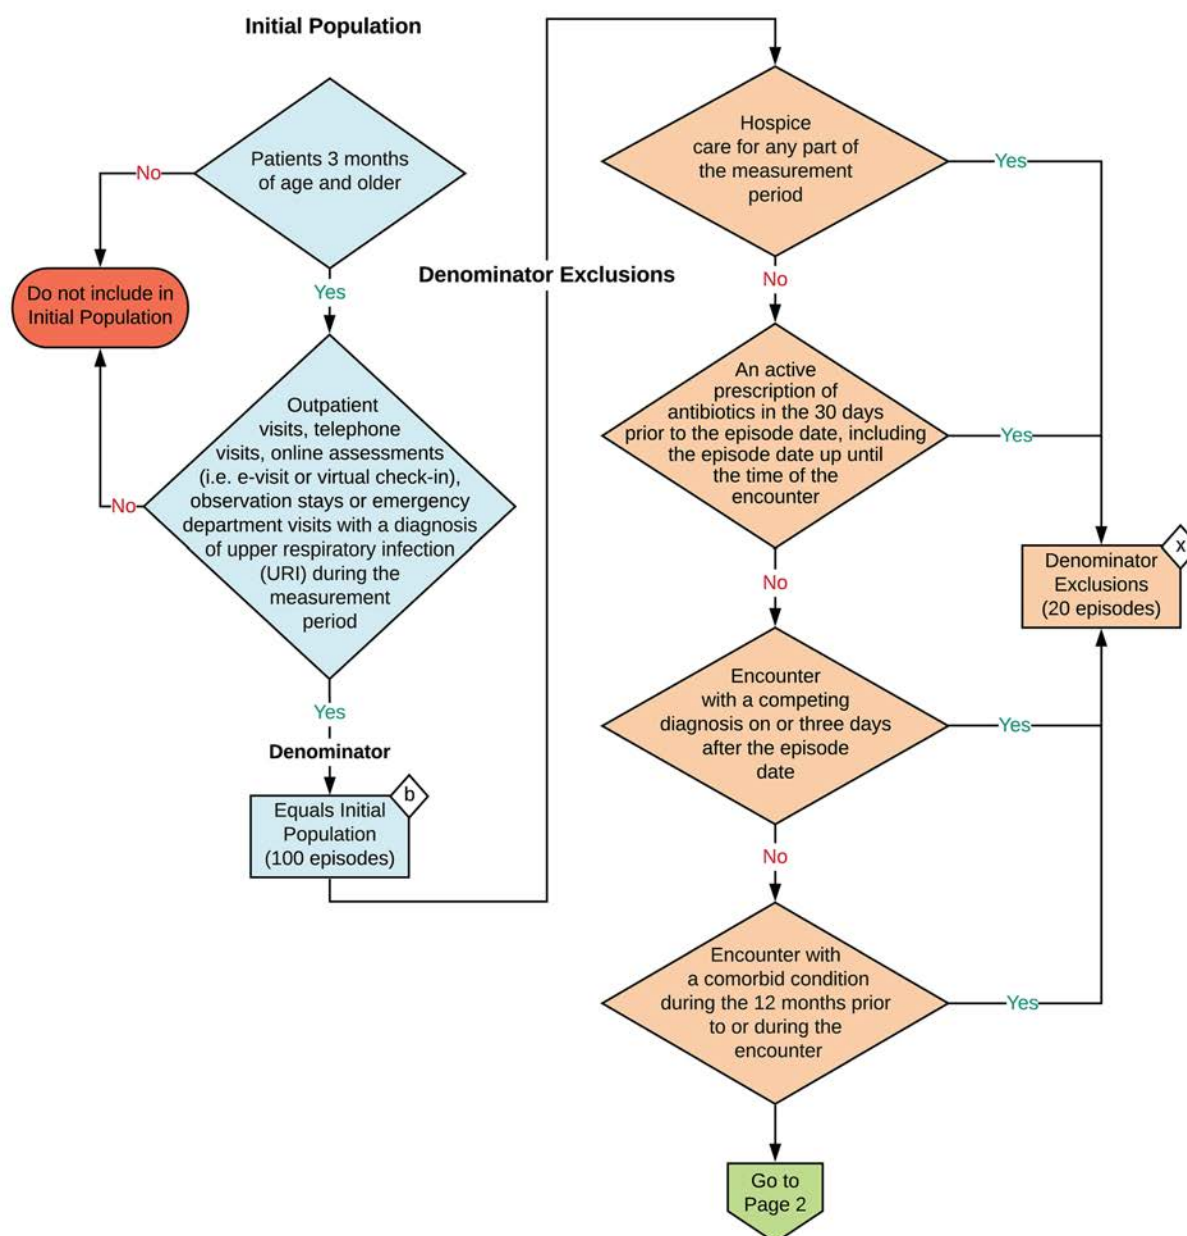 Initial Population
Patients 3 months
of age and older
No
Do not include in
Initial Population
Yes
Outpatient
visits, telephone
visits, online assessments
(i.e. e-visit or virtual check-in),
observation stays or emergency
department visits with a diagnosis
of upper respiratory infection
(URI) during the
measurement
period
No
Yes
Denominator
b
Equals Initial
Population
(100 episodes)
Denominator Exclusions
Hospice
care for any part of
the measurement
period
Yes
No
An active
prescription of
antibiotics in the 30 days
prior to the episode date, including
the episode date up until
the time of the
encounter
Yes
x
Denominator
Exclusions
(20 episodes)
No
Encounter
with a competing
diagnosis on or three days
after the episode
date
Yes
No
Encounter with
a comorbid condition
during the 12 months prior
to or during the
encounter
Yes
Go to
Page 2